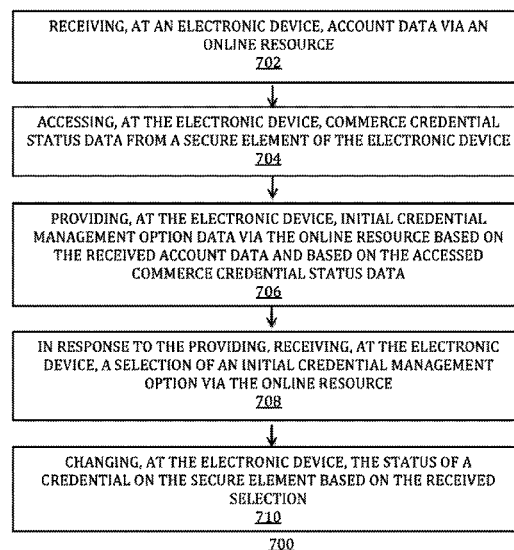 RECEIVING, AT AN ELECTRONIC DEVICE, ACCOUNT DATA VIA AN
ONLINE RESOURCE
702
ACCESSING, AT THE ELECTRONIC DEVICE, COMMERCE CREDENTIAL
STATUS DATA FROM A SECURE ELEMENT OF THE ELECTRONIC DEVICE
704
PROVIDING, AT THE ELECTRONIC DEVICE, INITIAL CREDENTIAL
MANAGEMENT OPTION DATA VIA THE ONLINE RESOURCE BASED ON
THE RECEIVED ACCOUNT DATA AND BASED ON THE ACCESSED
COMMERCE CREDENTIAL STATUS DATA
706
IN RESPONSE TO THE PROVIDING, RECEIVING, AT THE ELECTRONIC
DEVICE, A SELECTION OF AN INITIAL CREDENTIAL MANAGEMENT
OPTION VIA THE ONLINE RESOURCE
708
CHANGING, AT THE ELECTRONIC DEVICE, THE STATUS OF A
CREDENTIAL ON THE SECURE ELEMENT BASED ON THE RECEIVED
SELECTION
710
700